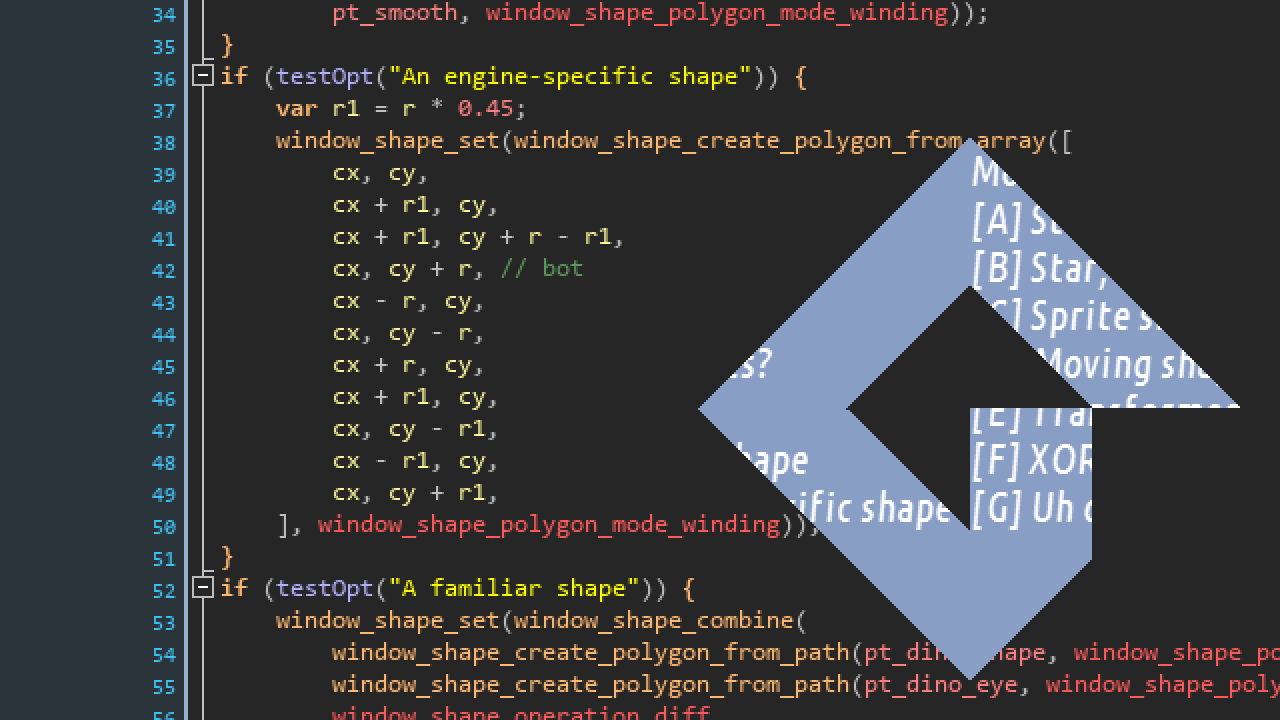 34 pt_smooth, window_shape_polygon_mode_winding));
35 }
36 if (testOpt("An engine-specific shape")) {
37 var r1 = r * 0.45;
38 window_shape_set(window_shape_create_polygon_from_array([
39 cx, cy,
40 cx + r1, cy,
41 cx + r1, cy + r - r1,
42 cx, cy + r, // bot
43 cx - r, cy,
44 cx, cy - r,
45 cx + r, cy,
46 cx + r1, cy,
47 cx, cy - r1,
48 cx - r1, cy,
49 cx, cy + r1,
50 ], window_shape_polygon_mode_winding));
51 }
52 if (testOpt("A familiar shape")) {
53 window_shape_set(window_shape_combine(
54 window_shape_create_polygon_from_path(pt_dino_shape, window_shape_po
55 window_shape_create_polygon_from_path(pt_dino_eye, window_shape_poly
56 window_shape_operation_diff
[A] St
[B] Star,
C] Sprite s
Moving sha
s?
[E] Tra
hape [F] XOR
ific shape [G] Uh o